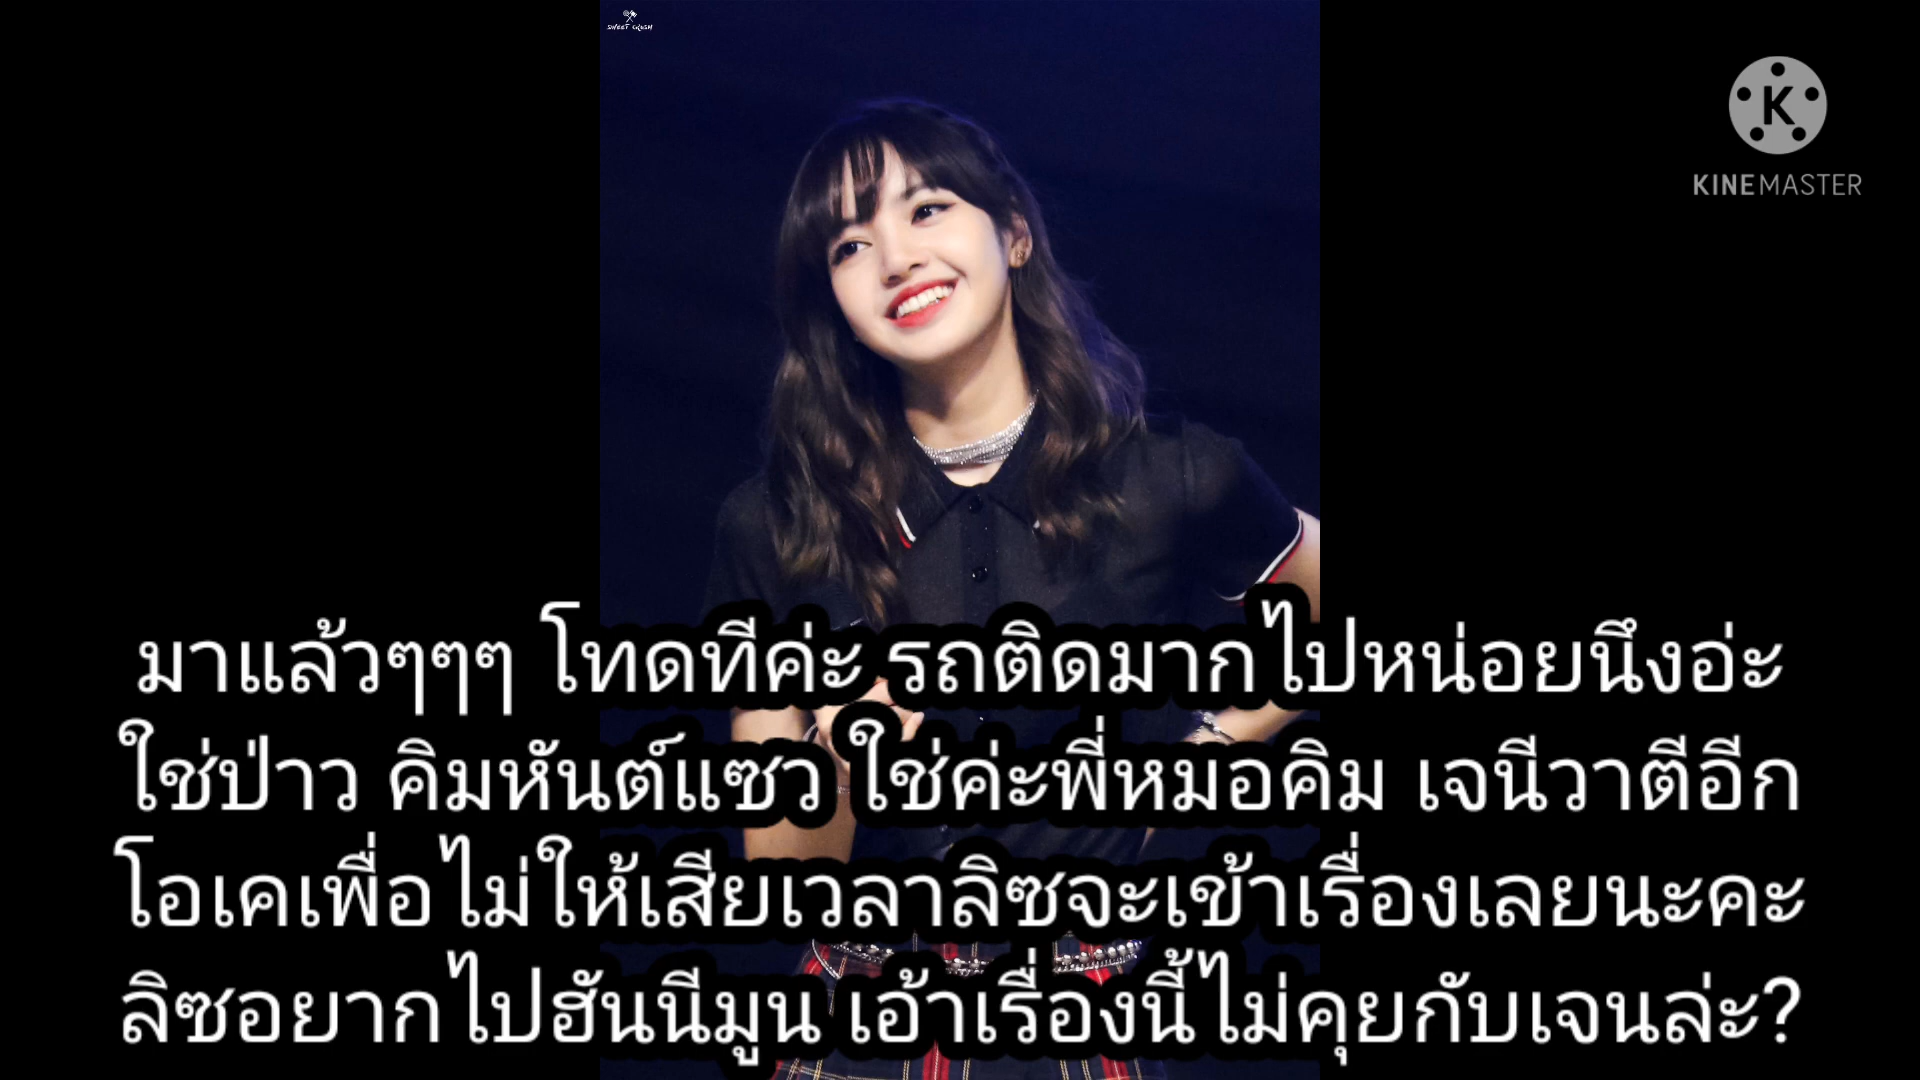 SWEET CRUSH
K
KINEMASTER
มาแล้วๆๆๆ โทดทีค่ะ รถติดมากไปหน่อยนึงอ่ะ
ใช่ป่าว คิมหันต์แซว ใช่ค่ะพี่หมอคิม เจนีวาตีอีก
โอเคเพื่อไม่ให้เสียเวลาลิซจะเข้าเรื่องเลยนะคะ
ลิซอยากไปฮันนีมูน เอ้าเรื่องนี้ไม่คุยกับเจนล่ะ?